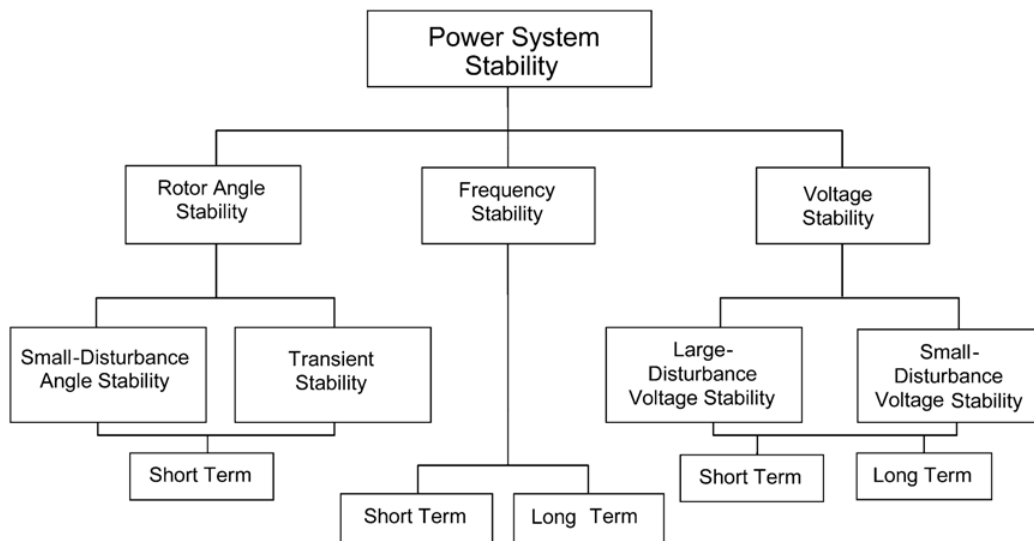 Power System
Stability
Rotor Angle
Stability
Frequency
Stability
Voltage
Stability
Small-Disturbance
Angle Stability
Transient
Stability
Large-
Disturbance
Voltage Stability
Small-
Disturbance
Voltage Stability
Short Term
Short Term
Long Term
Short Term
Long Term